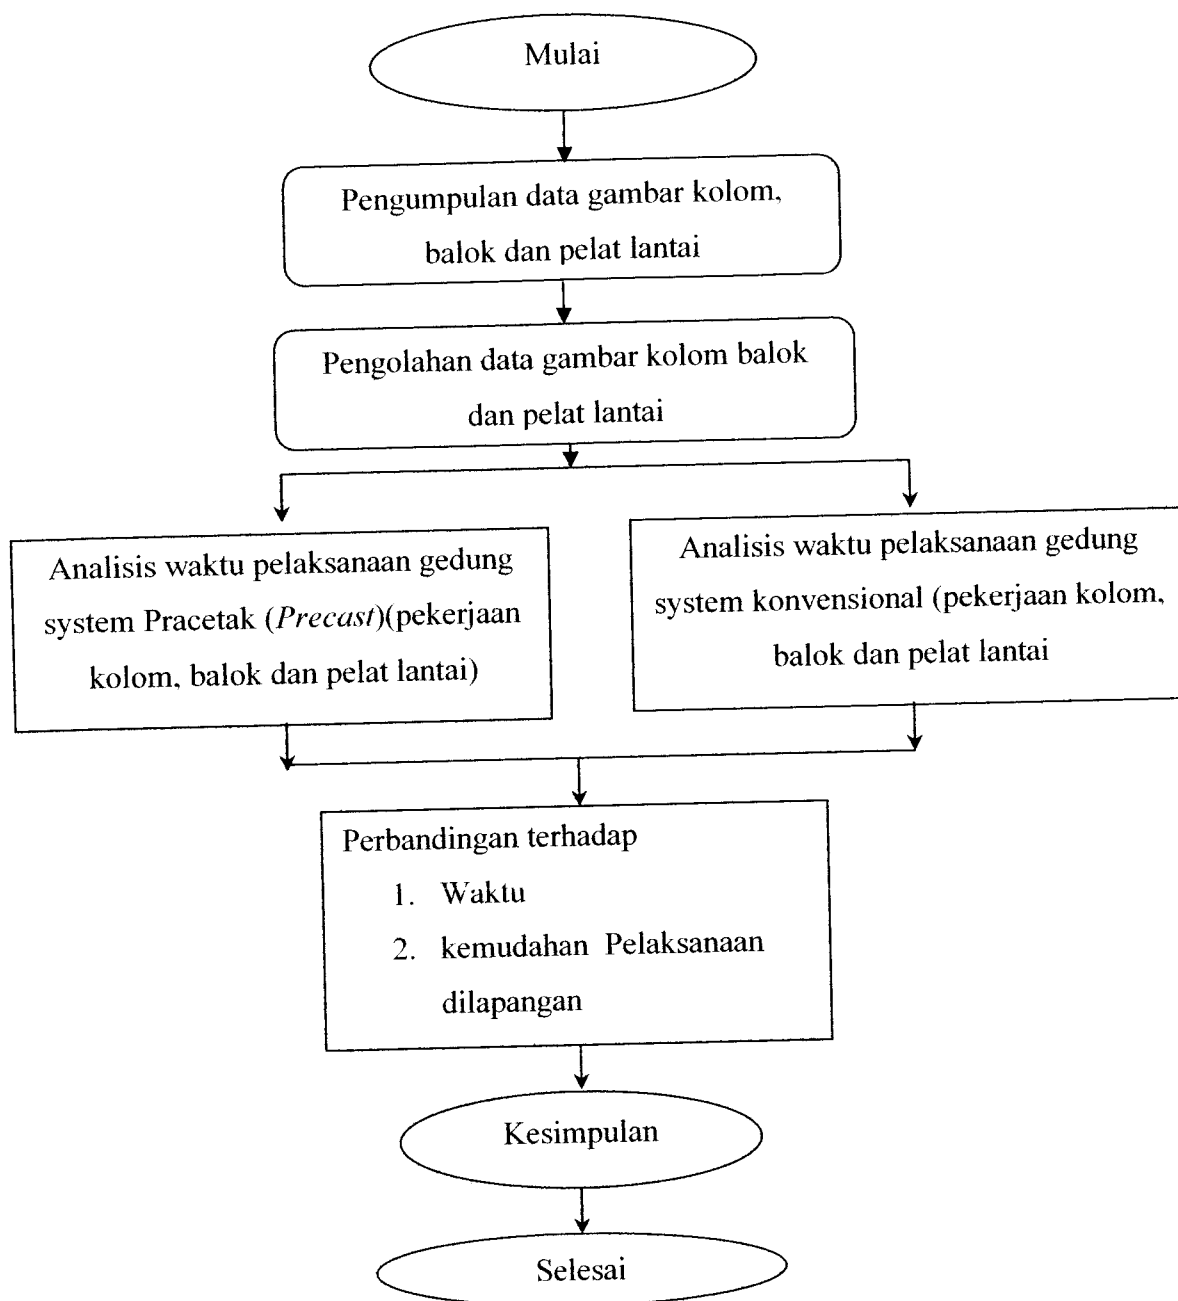 Mulai
Pengumpulan data gambar kolom,
balok dan pelat lantai
Pengolahan data gambar kolom balok
dan pelat lantai
Analisis waktu pelaksanaan gedung
system Pracetak (Precast)(pekerjaan
kolom, balok dan pelat lantai)
Analisis waktu pelaksanaan gedung
system konvensional (pekerjaan kolom,
balok dan pelat lantai
Perbandingan terhadap
1. Waktu
2. kemudahan Pelaksanaan
dilapangan
Kesimpulan
Selesai